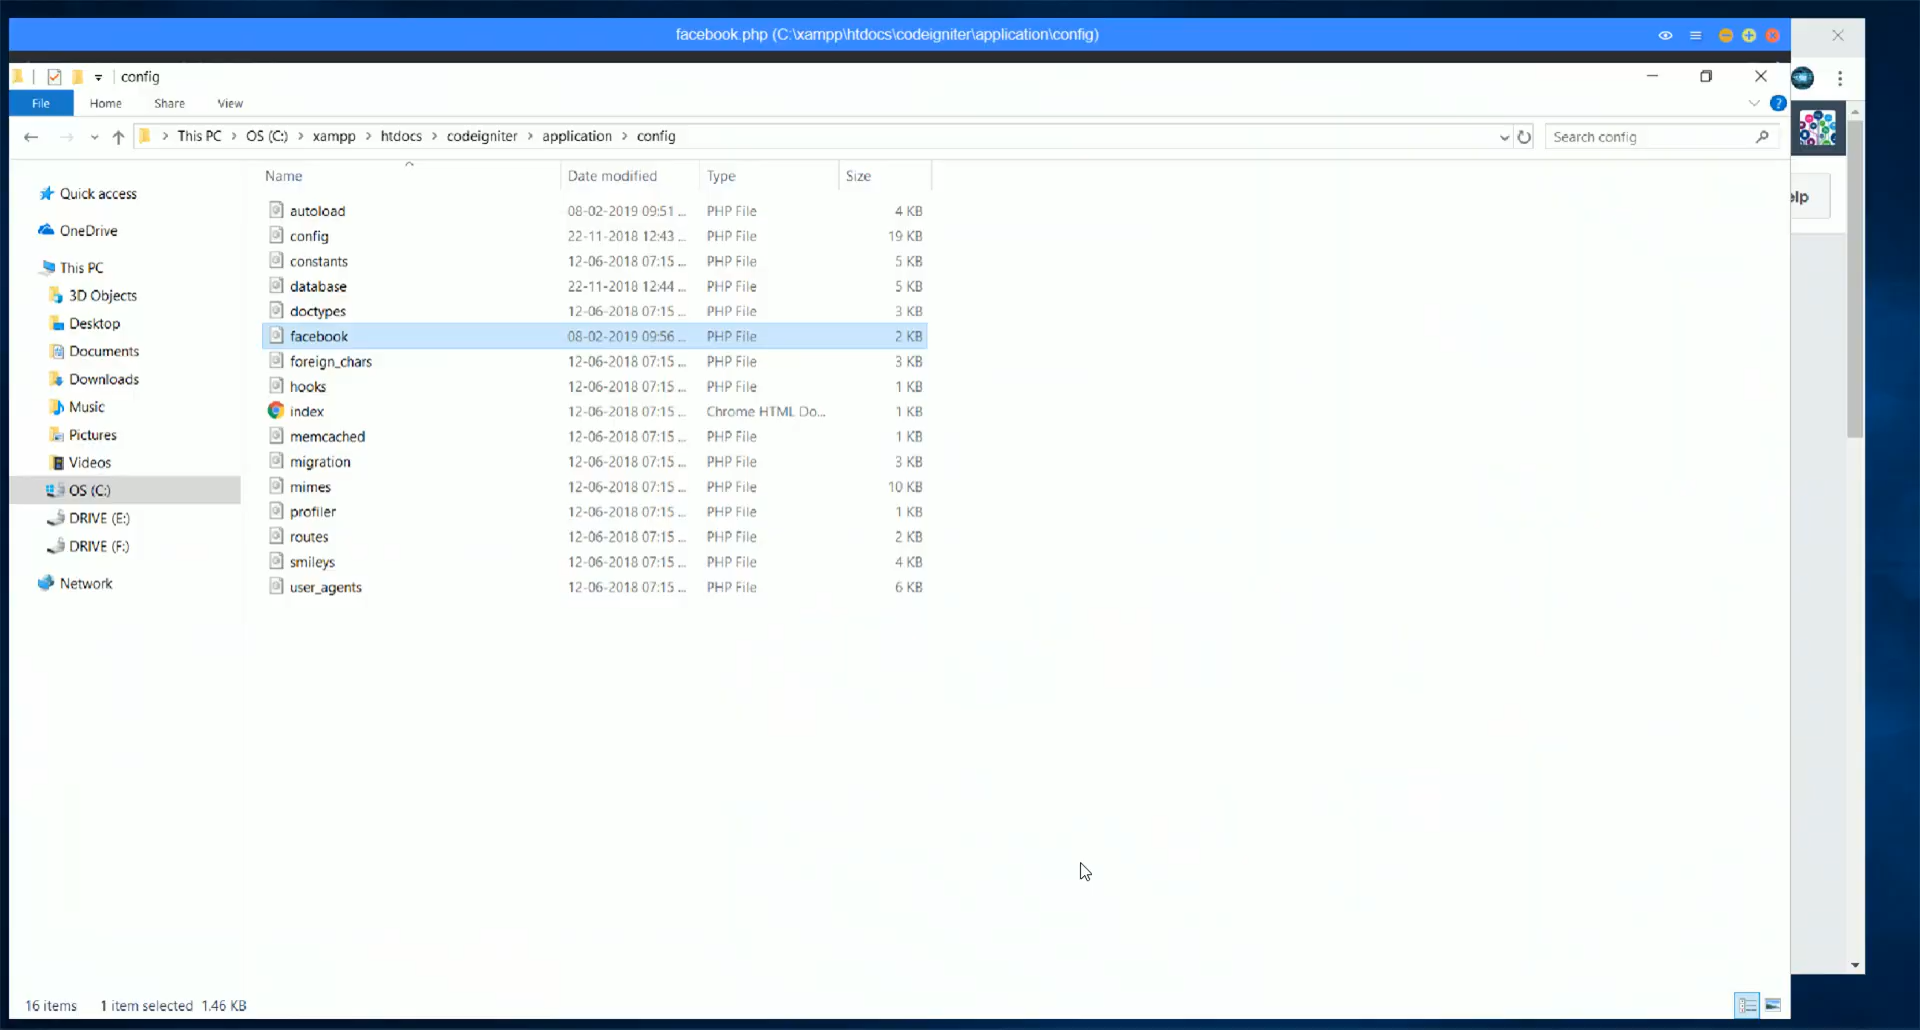 facebook.php (C:\xampp\htdocs\codeigniter\application\config)
config
File Home Share View
This PC OS (C:) xampp htdocs codeigniter application config
Search config
elp
Name Date modified Type Size
Quick access
OneDrive
This PC
3D Objects
Desktop
Documents
Downloads
Music
Pictures
Videos
OS (C:)
DRIVE (E:)
DRIVE (F:)
Network
autoload 08-02-2019 09:51 ... PHP File 4 KB
config 22-11-2018 12:43 ... PHP File 19 KB
constants 12-06-2018 07:15 ... PHP File 5 KB
database 22-11-2018 12:44 ... PHP File 5 KB
doctypes 12-06-2018 07:15 ... PHP File 3 KB
facebook 08-02-2019 09:56 ... PHP File 2 KB
foreign_chars 12-06-2018 07:15 ... PHP File 3 KB
hooks 12-06-2018 07:15 ... PHP File 1 KB
index 12-06-2018 07:15 ... Chrome HTML Do... 1 KB
memcached 12-06-2018 07:15 ... PHP File 1 KB
migration 12-06-2018 07:15 ... PHP File 3 KB
mimes 12-06-2018 07:15 ... PHP File 10 KB
profiler 12-06-2018 07:15 ... PHP File 1 KB
routes 12-06-2018 07:15 ... PHP File 2 KB
smileys 12-06-2018 07:15 ... PHP File 4 KB
user_agents 12-06-2018 07:15 ... PHP File 6 KB
16 items 1 item selected 1.46 KB